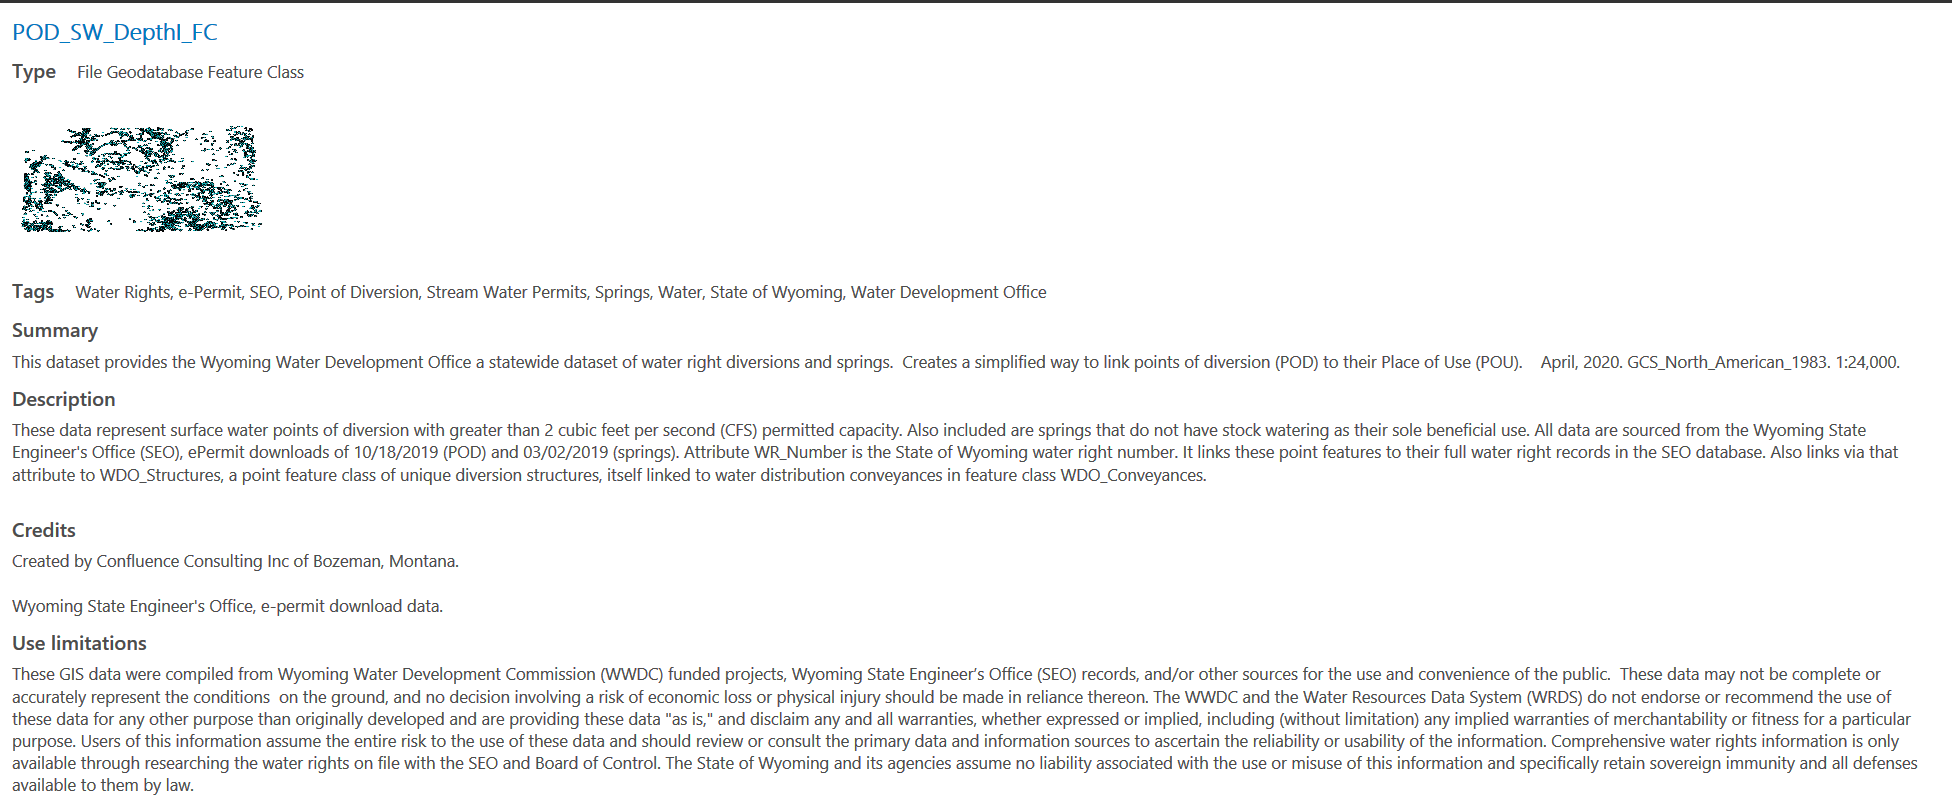 POD_SW_DepthI_FC
Type File Geodatabase Feature Class
Tags Water Rights, e-Permit, SEO, Point of Diversion, Stream Water Permits, Springs, Water, State of Wyoming, Water Development Office
Summary
This dataset provides the Wyoming Water Development Office a statewide dataset of water right diversions and springs.  Creates a simplified way to link points of diversion (POD) to their Place of Use (POU).    April, 2020. GCS_North_American_1983. 1:24,000.
Description
These data represent surface water points of diversion with greater than 2 cubic feet per second (CFS) permitted capacity. Also included are springs that do not have stock watering as their sole beneficial use. All data are sourced from the Wyoming State
Engineer's Office (SEO), ePermit downloads of 10/18/2019 (POD) and 03/02/2019 (springs). Attribute WR_Number is the State of Wyoming water right number. It links these point features to their full water right records in the SEO database. Also links via that
attribute to WDO_Structures, a point feature class of unique diversion structures, itself linked to water distribution conveyances in feature class WDO_Conveyances.
Credits
Created by Confluence Consulting Inc of Bozeman, Montana.
Wyoming State Engineer's Office, e-permit download data.
Use limitations
These GIS data were compiled from Wyoming Water Development Commission (WWDC) funded projects, Wyoming State Engineer’s Office (SEO) records, and/or other sources for the use and convenience of the public.  These data may not be complete or
accurately represent the conditions  on the ground, and no decision involving a risk of economic loss or physical injury should be made in reliance thereon. The WWDC and the Water Resources Data System (WRDS) do not endorse or recommend the use of
these data for any other purpose than originally developed and are providing these data "as is," and disclaim any and all warranties, whether expressed or implied, including (without limitation) any implied warranties of merchantability or fitness for a particular
purpose. Users of this information assume the entire risk to the use of these data and should review or consult the primary data and information sources to ascertain the reliability or usability of the information. Comprehensive water rights information is only
available through researching the water rights on file with the SEO and Board of Control. The State of Wyoming and its agencies assume no liability associated with the use or misuse of this information and specifically retain sovereign immunity and all defenses
available to them by law.